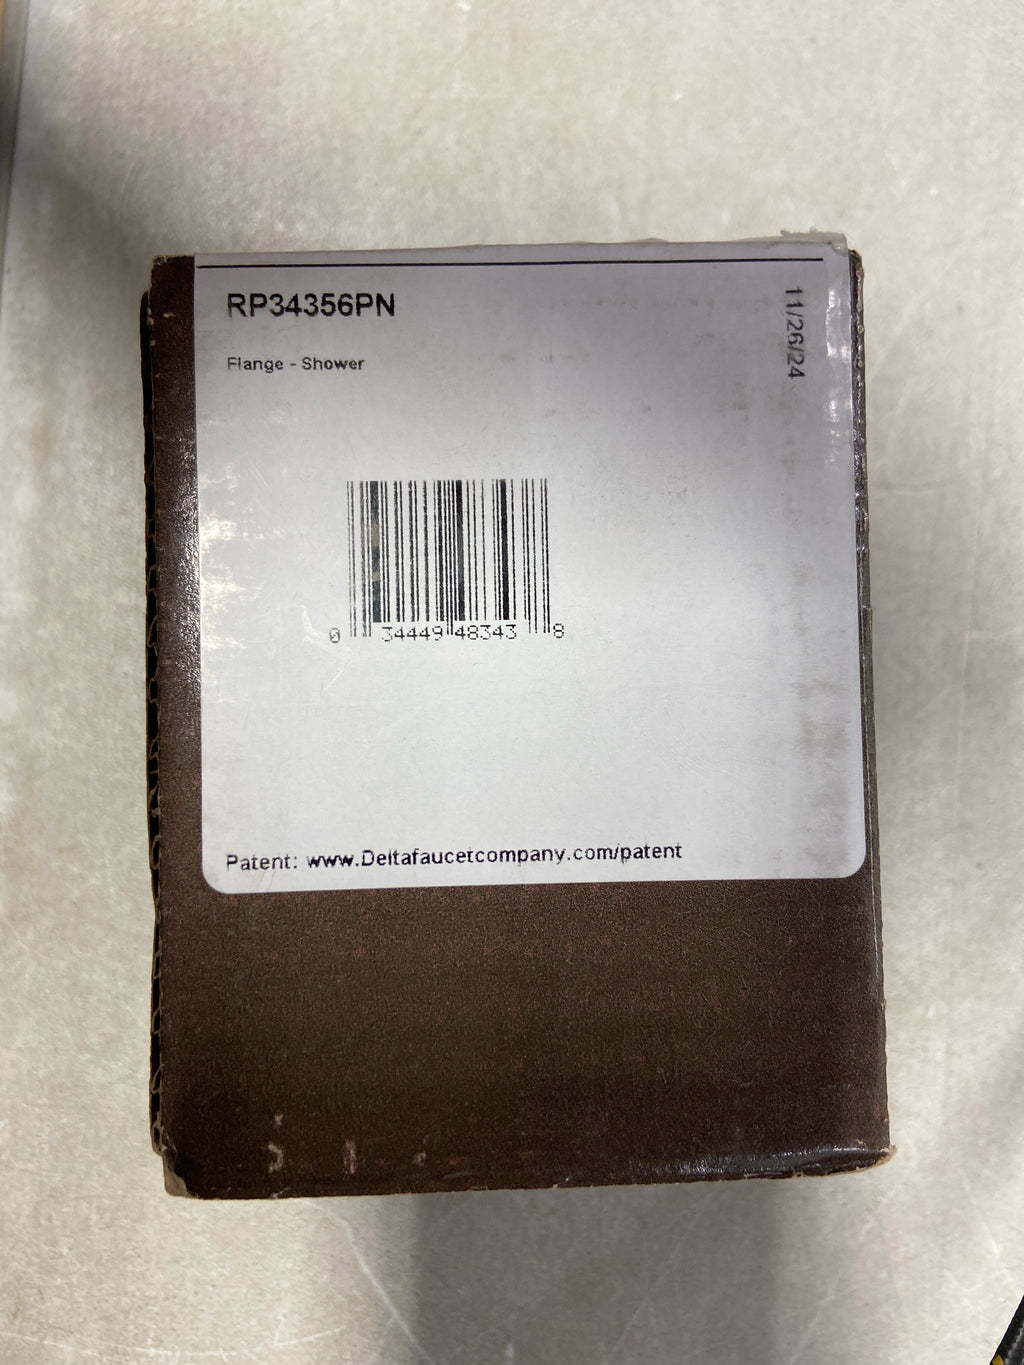 RP34356PN
11/26/24
Flange - Shower
0 34449 48343 8
Patent: www.Deltafaucetcompany.com/patent